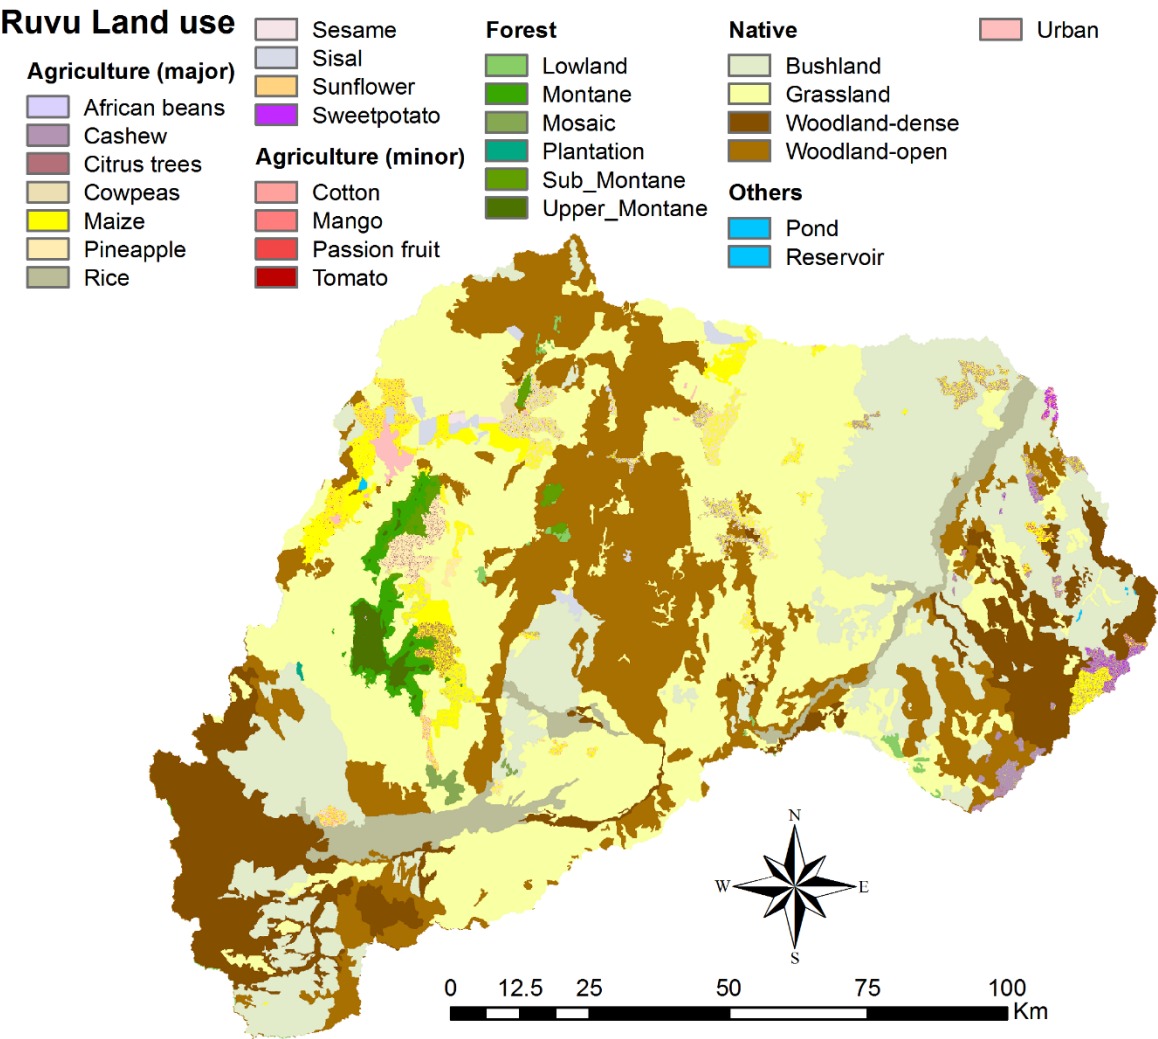 Ruvu Land use
Agriculture (major)
African beans
Cashew
Citrus trees
Cowpeas
Maize
Pineapple
Rice
Sesame
Sisal
Sunflower
Sweetpotato
Agriculture (minor)
Cotton
Mango
Passion fruit
Tomato
Forest
Lowland
Montane
Mosaic
Plantation
Sub_Montane
Upper_Montane
Native
Bushland
Grassland
Woodland-dense
Woodland-open
Others
Pond
Reservoir
Urban
N
W E
S
0 12.5 25 50 75 100
Km